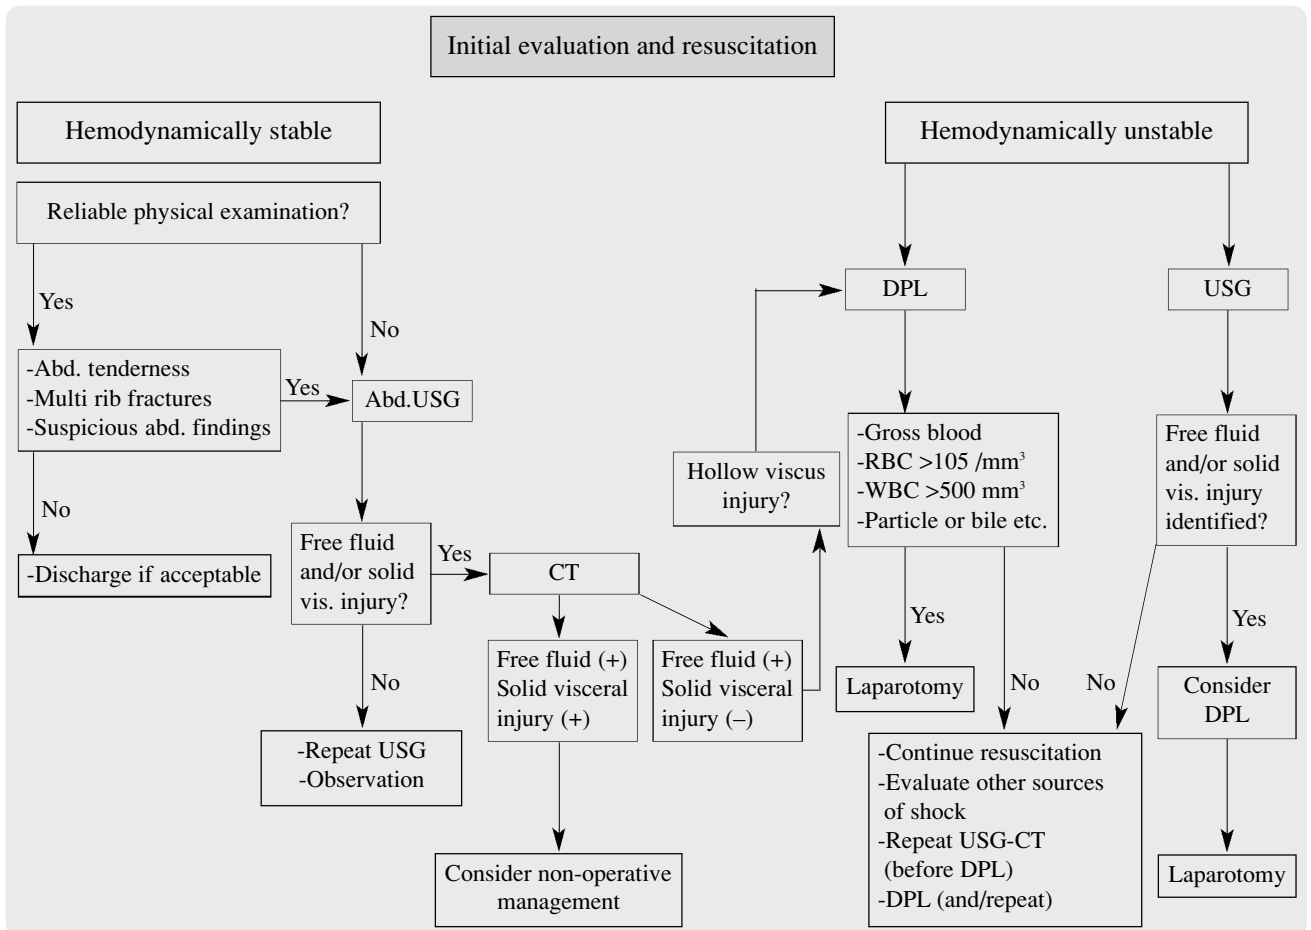 Initial evaluation and resuscitation
Hemodynamically stable
Hemodynamically unstable
Reliable physical examination?
Yes
No
-Abd. tenderness
-Multi rib fractures
-Suspicious abd. findings
Yes
Abd.USG
No
-Discharge if acceptable
Free fluid
and/or solid
vis. injury?
Yes
CT
No
-Repeat USG
-Observation
Free fluid (+)
Solid visceral
injury (+)
Free fluid (+)
Solid visceral
injury (–)
Consider non-operative
management
Hollow viscus
injury?
DPL
USG
-Gross blood
-RBC >105 /mm³
-WBC >500 mm³
-Particle or bile etc.
Free fluid
and/or solid
vis. injury
identified?
Yes
No
No
Yes
Laparotomy
Consider
DPL
-Continue resuscitation
-Evaluate other sources
of shock
-Repeat USG-CT
(before DPL)
-DPL (and/repeat)
Laparotomy